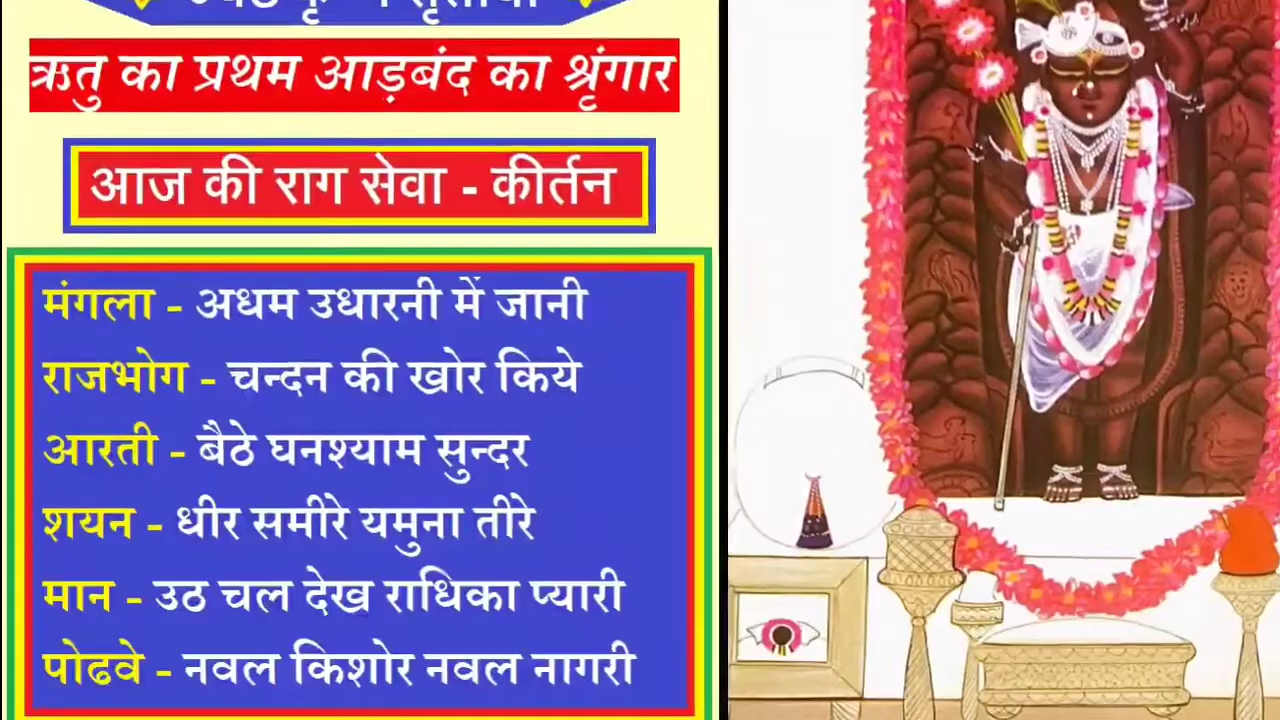 ऋतु का प्रथम आड़बंद का श्रृंगार
आज की राग सेवा - कीर्तन
मंगला - अधम उधारनी में जानी
राजभोग - चन्दन की खोर किये
आरती - बैठे घनश्याम सुन्दर
शयन - धीर समीरे यमुना तीरे
मान - उठ चल देख राधिका प्यारी
पोढवे - नवल किशोर नवल नागरी